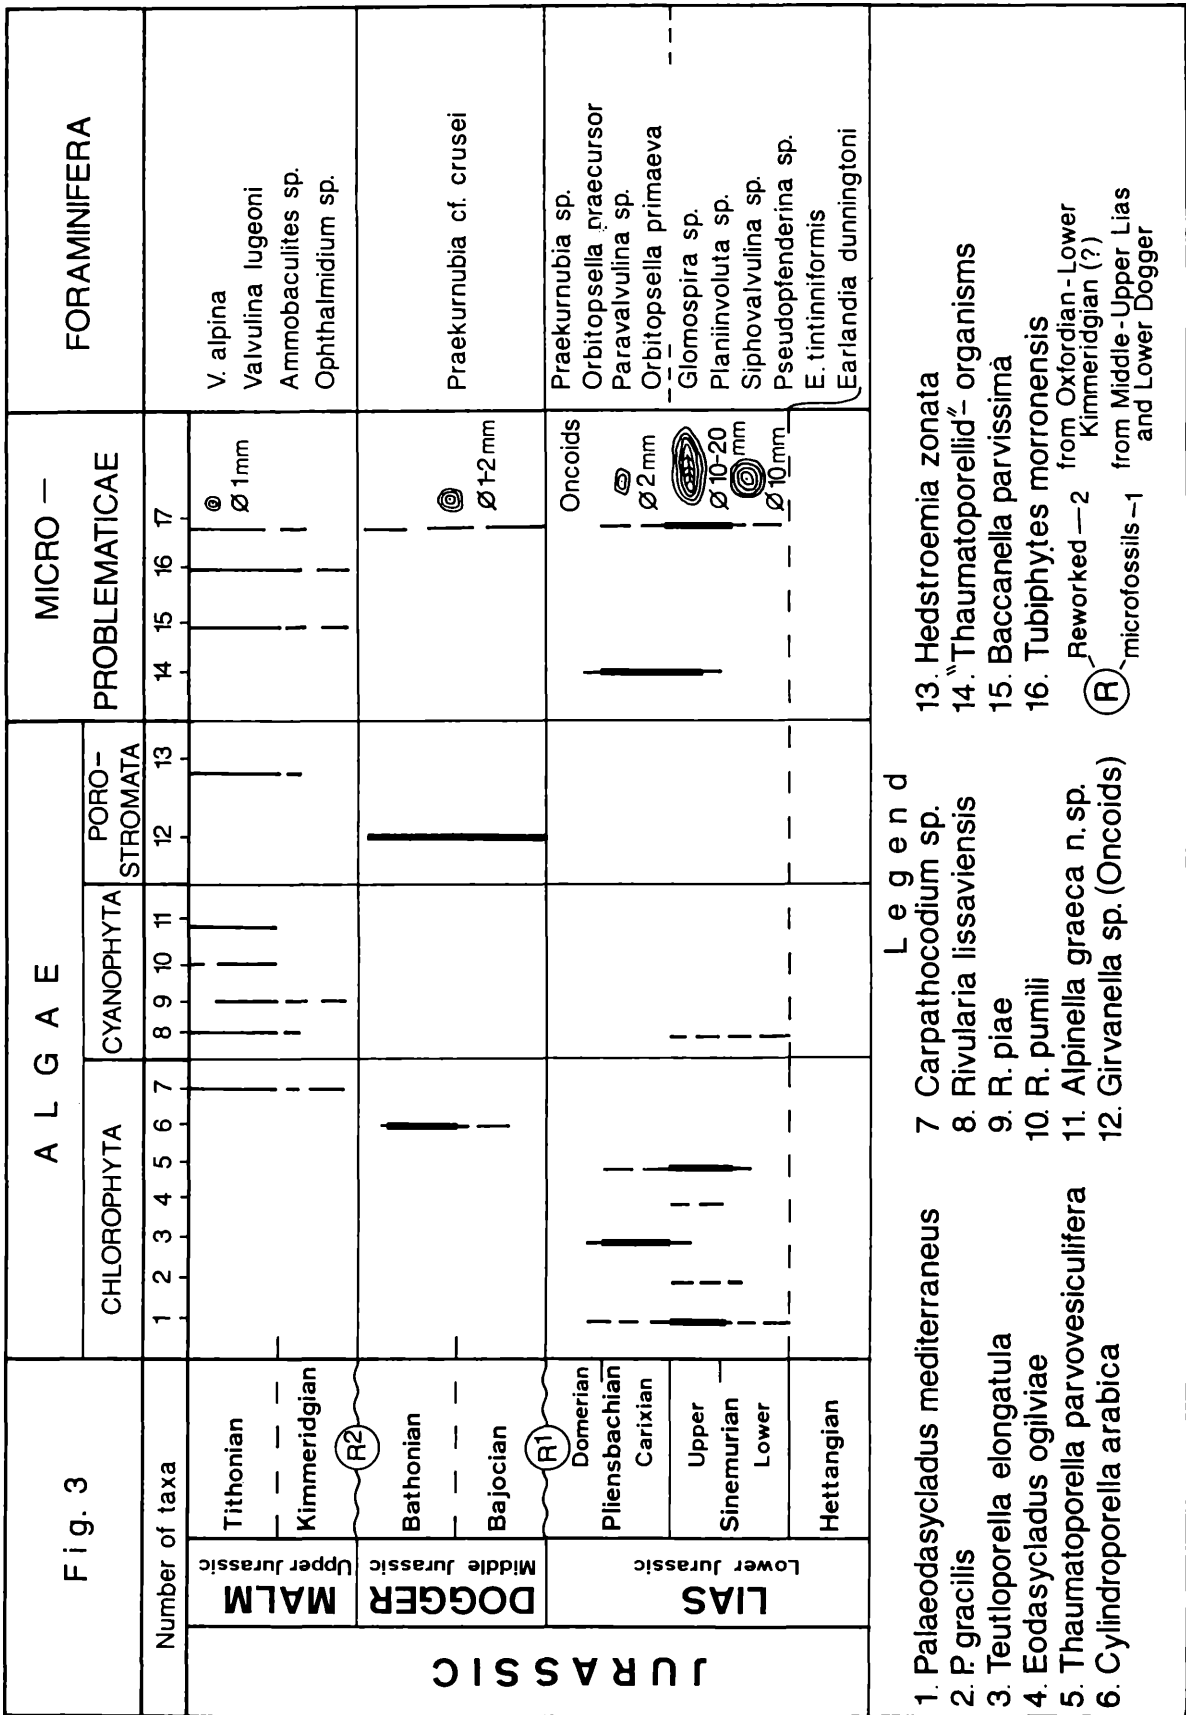 Fig. 3
ALGAE
MICRO–
PROBLEMATICAE
FORAMINIFERA
CHLOROPHYTA
CYANOPHYTA
PORO–
STROMATA
Number of taxa
1 2 3 4 5 6 7 8 9 10 11 12 13 14 15 16 17
JURASSIC
MALM
Upper Jurassic
Tithonian
Kimmeridgian
V. alpina
Valvulina lugeoni
Ammobaculites sp.
Ophthalmidium sp.
Ø 1mm
R2
DOGGER
Middle Jurassic
Bathonian
Bajocian
Praekurnubia cf. crusei
Ø 1-2mm
R1
LIAS
Lower Jurassic
Domerian
Pliensbachian
Carixian
Upper
Sinemurian
Lower
Hettangian
Oncoids
Ø 2mm
Ø 10-20
mm
Ø 10mm
Praekurnubia sp.
Orbitopsella praecursor
Paravalvulina sp.
Orbitopsella primaeva
Glomospira sp.
Planiinvoluta sp.
Siphovalvulina sp.
Pseudopfenderina sp.
E. tintinniformis
Earlandia dunningtoni
Legend
1. Palaeodasycladus mediterraneus
2. P. gracilis
3. Teutloporella elongatula
4. Eodasycladus ogilviae
5. Thaumatoporella parvovesiculifera
6. Cylindroporella arabica
7 Carpathocodium sp.
8. Rivularia lissaviensis
9. R. piae
10. R. pumili
11. Alpinella graeca n. sp.
12. Girvanella sp. (Oncoids)
13. Hedstroemia zonata
14. "Thaumatoporellid"- organisms
15. Baccanella parvissima
16. Tubiphytes morronensis
R
Reworked — 2 from Oxfordian-Lower
Kimmeridgian (?)
microfossils – 1 from Middle-Upper Lias
and Lower Dogger